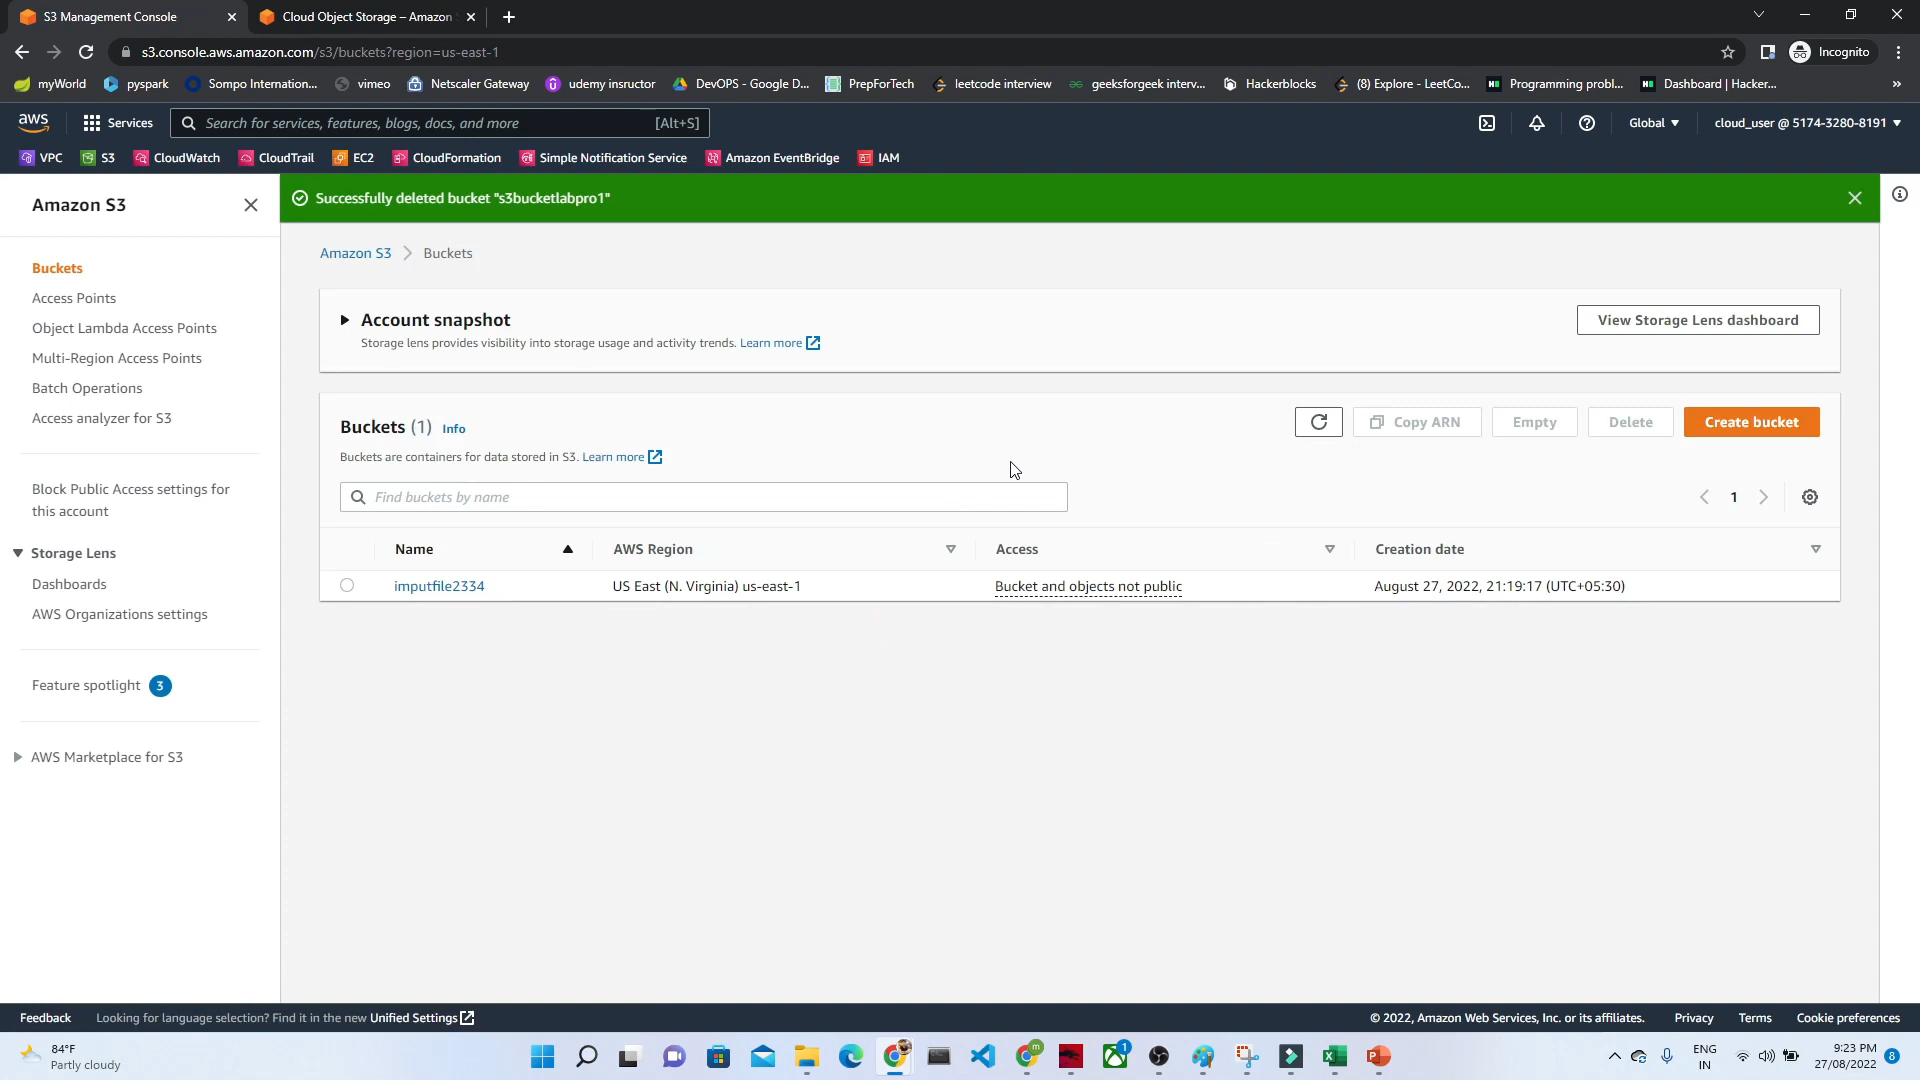 S3 Management Console
Cloud Object Storage – Amazon
s3.console.aws.amazon.com/s3/buckets?region=us-east-1
Incognito
myWorld
pyspark
Sompo Internation...
vimeo
Netscaler Gateway
udemy insructor
DevOPS - Google D...
PrepForTech
leetcode interview
geeksforgeek interv...
Hackerblocks
(8) Explore - LeetCo...
Programming probl...
Dashboard | Hacker...
aws
Services
Search for services, features, blogs, docs, and more
[Alt+S]
Global
cloud_user @ 5174-3280-8191
VPC
S3
CloudWatch
CloudTrail
EC2
CloudFormation
Simple Notification Service
Amazon EventBridge
IAM
Amazon S3
Buckets
Access Points
Object Lambda Access Points
Multi-Region Access Points
Batch Operations
Access analyzer for S3
Block Public Access settings for
this account
Storage Lens
Dashboards
AWS Organizations settings
Feature spotlight 3
AWS Marketplace for S3
Successfully deleted bucket "s3bucketlabpro1"
Amazon S3 > Buckets
Account snapshot
Storage lens provides visibility into storage usage and activity trends. Learn more
View Storage Lens dashboard
Buckets (1) Info
Buckets are containers for data stored in S3. Learn more
Copy ARN
Empty
Delete
Create bucket
Find buckets by name
1
Name
AWS Region
Access
Creation date
imputfile2334
US East (N. Virginia) us-east-1
Bucket and objects not public
August 27, 2022, 21:19:17 (UTC+05:30)
Feedback
Looking for language selection? Find it in the new Unified Settings
© 2022, Amazon Web Services, Inc. or its affiliates.
Privacy
Terms
Cookie preferences
84°F
Partly cloudy
m
1
ENG
IN
9:23 PM
27/08/2022
8